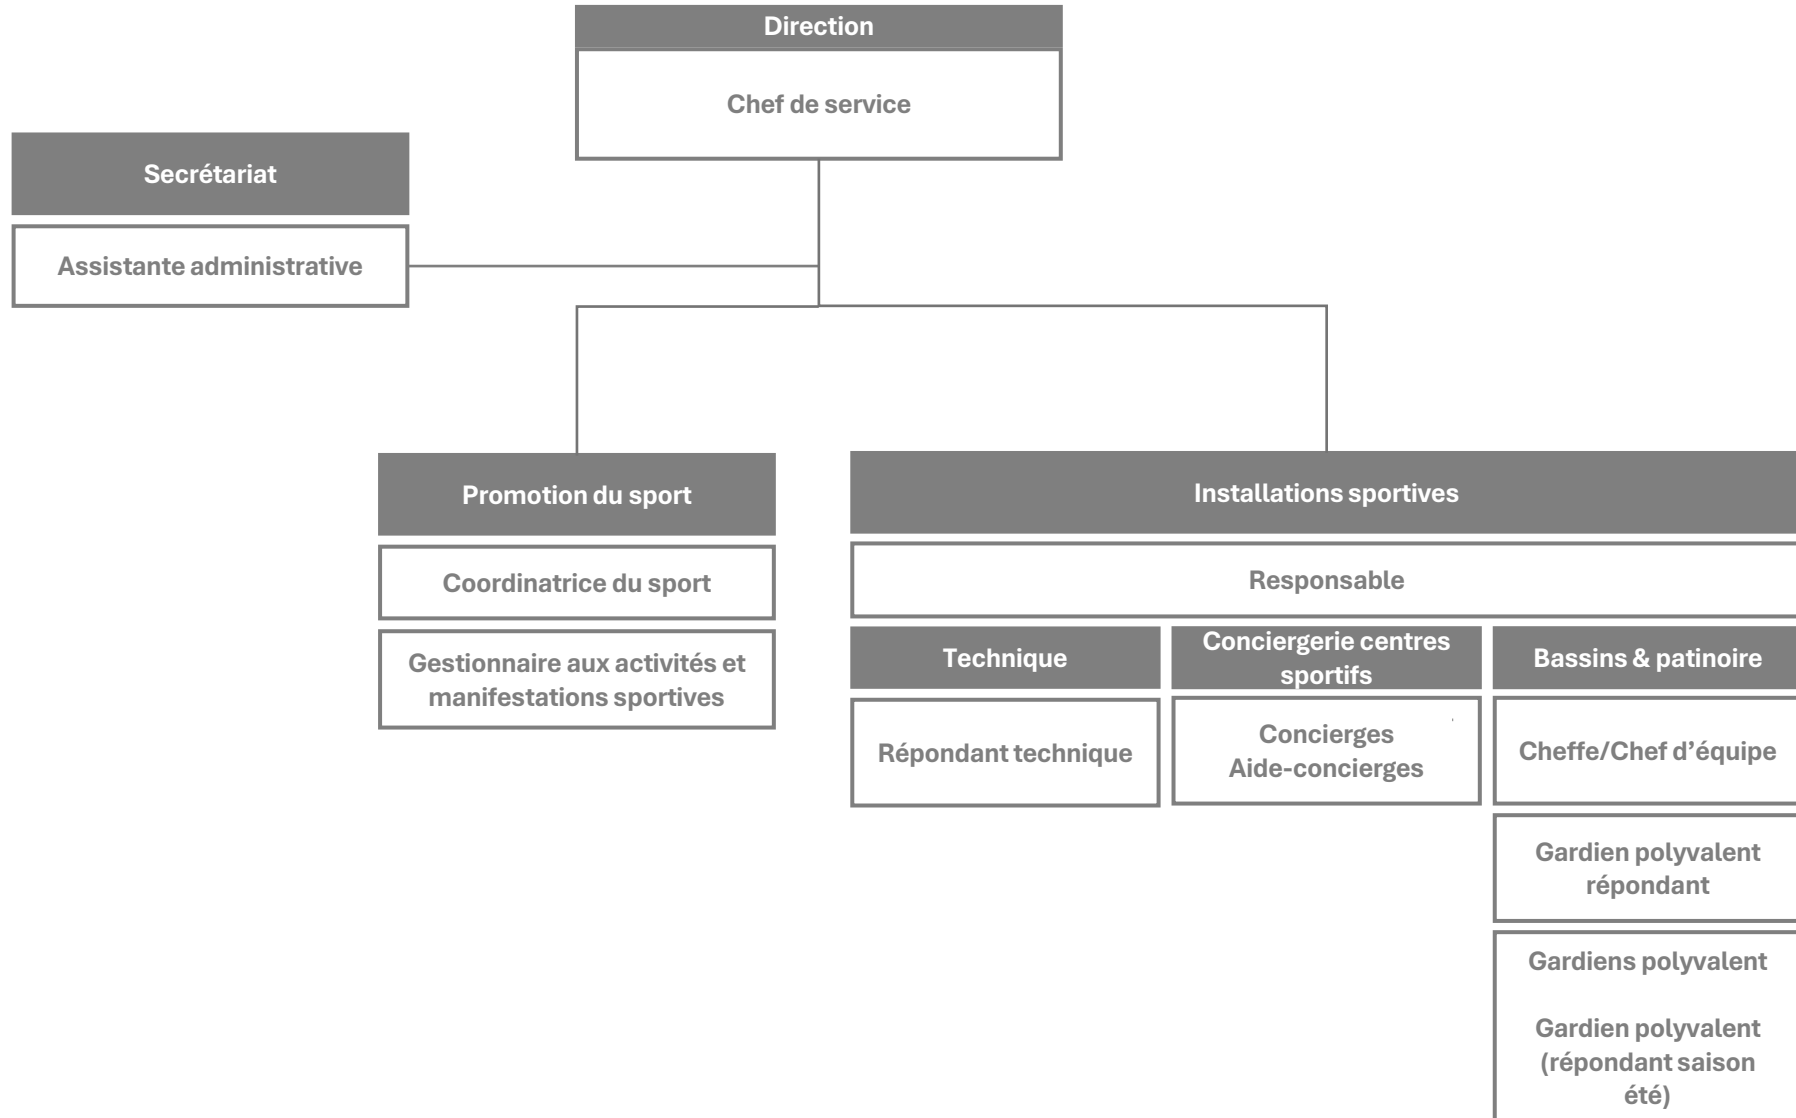 Direction
Chef de service
Secrétariat
Assistante administrative
Promotion du sport
Coordinatrice du sport
Gestionnaire aux activités et
manifestations sportives
Installations sportives
Responsable
Technique
Répondant technique
Conciergerie centres
sportifs
Concierges
Aide-concierges
Bassins & patinoire
Cheffe/Chef d’équipe
Gardien polyvalent
répondant
Gardiens polyvalent
Gardien polyvalent
(répondant saison
été)